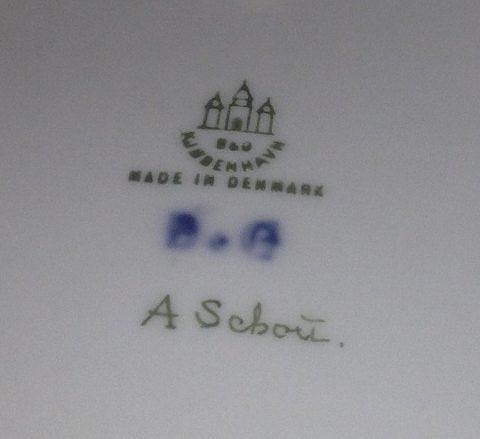 B&G
KJØBENHAVN
MADE IN DENMARK
B&G
A Schou.